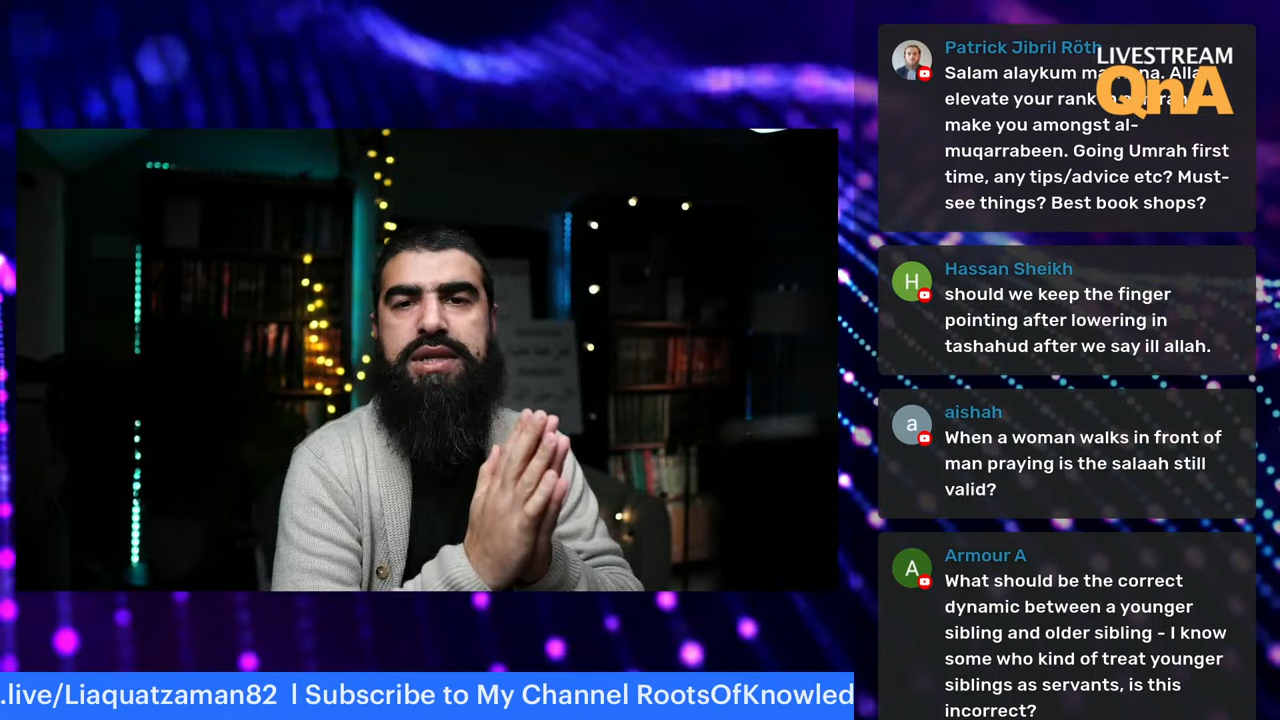 Patrick Jibril Röth
Salam alaykum
elevate your rank
make you amongst al-
muqarrabeen. Going Umrah first
time, any tips/advice etc? Must-
see things? Best book shops?
LIVESTREAM
QnA
Hassan Sheikh
H
should we keep the finger
pointing after lowering in
tashahud after we say ill allah.
aishah
a
When a woman walks in front of
man praying is the salaah still
valid?
Armour A
A
What should be the correct
dynamic between a younger
sibling and older sibling - I know
some who kind of treat younger
siblings as servants, is this
incorrect?
.live/Liaquatzaman82 | Subscribe to My Channel RootsOfKnowled